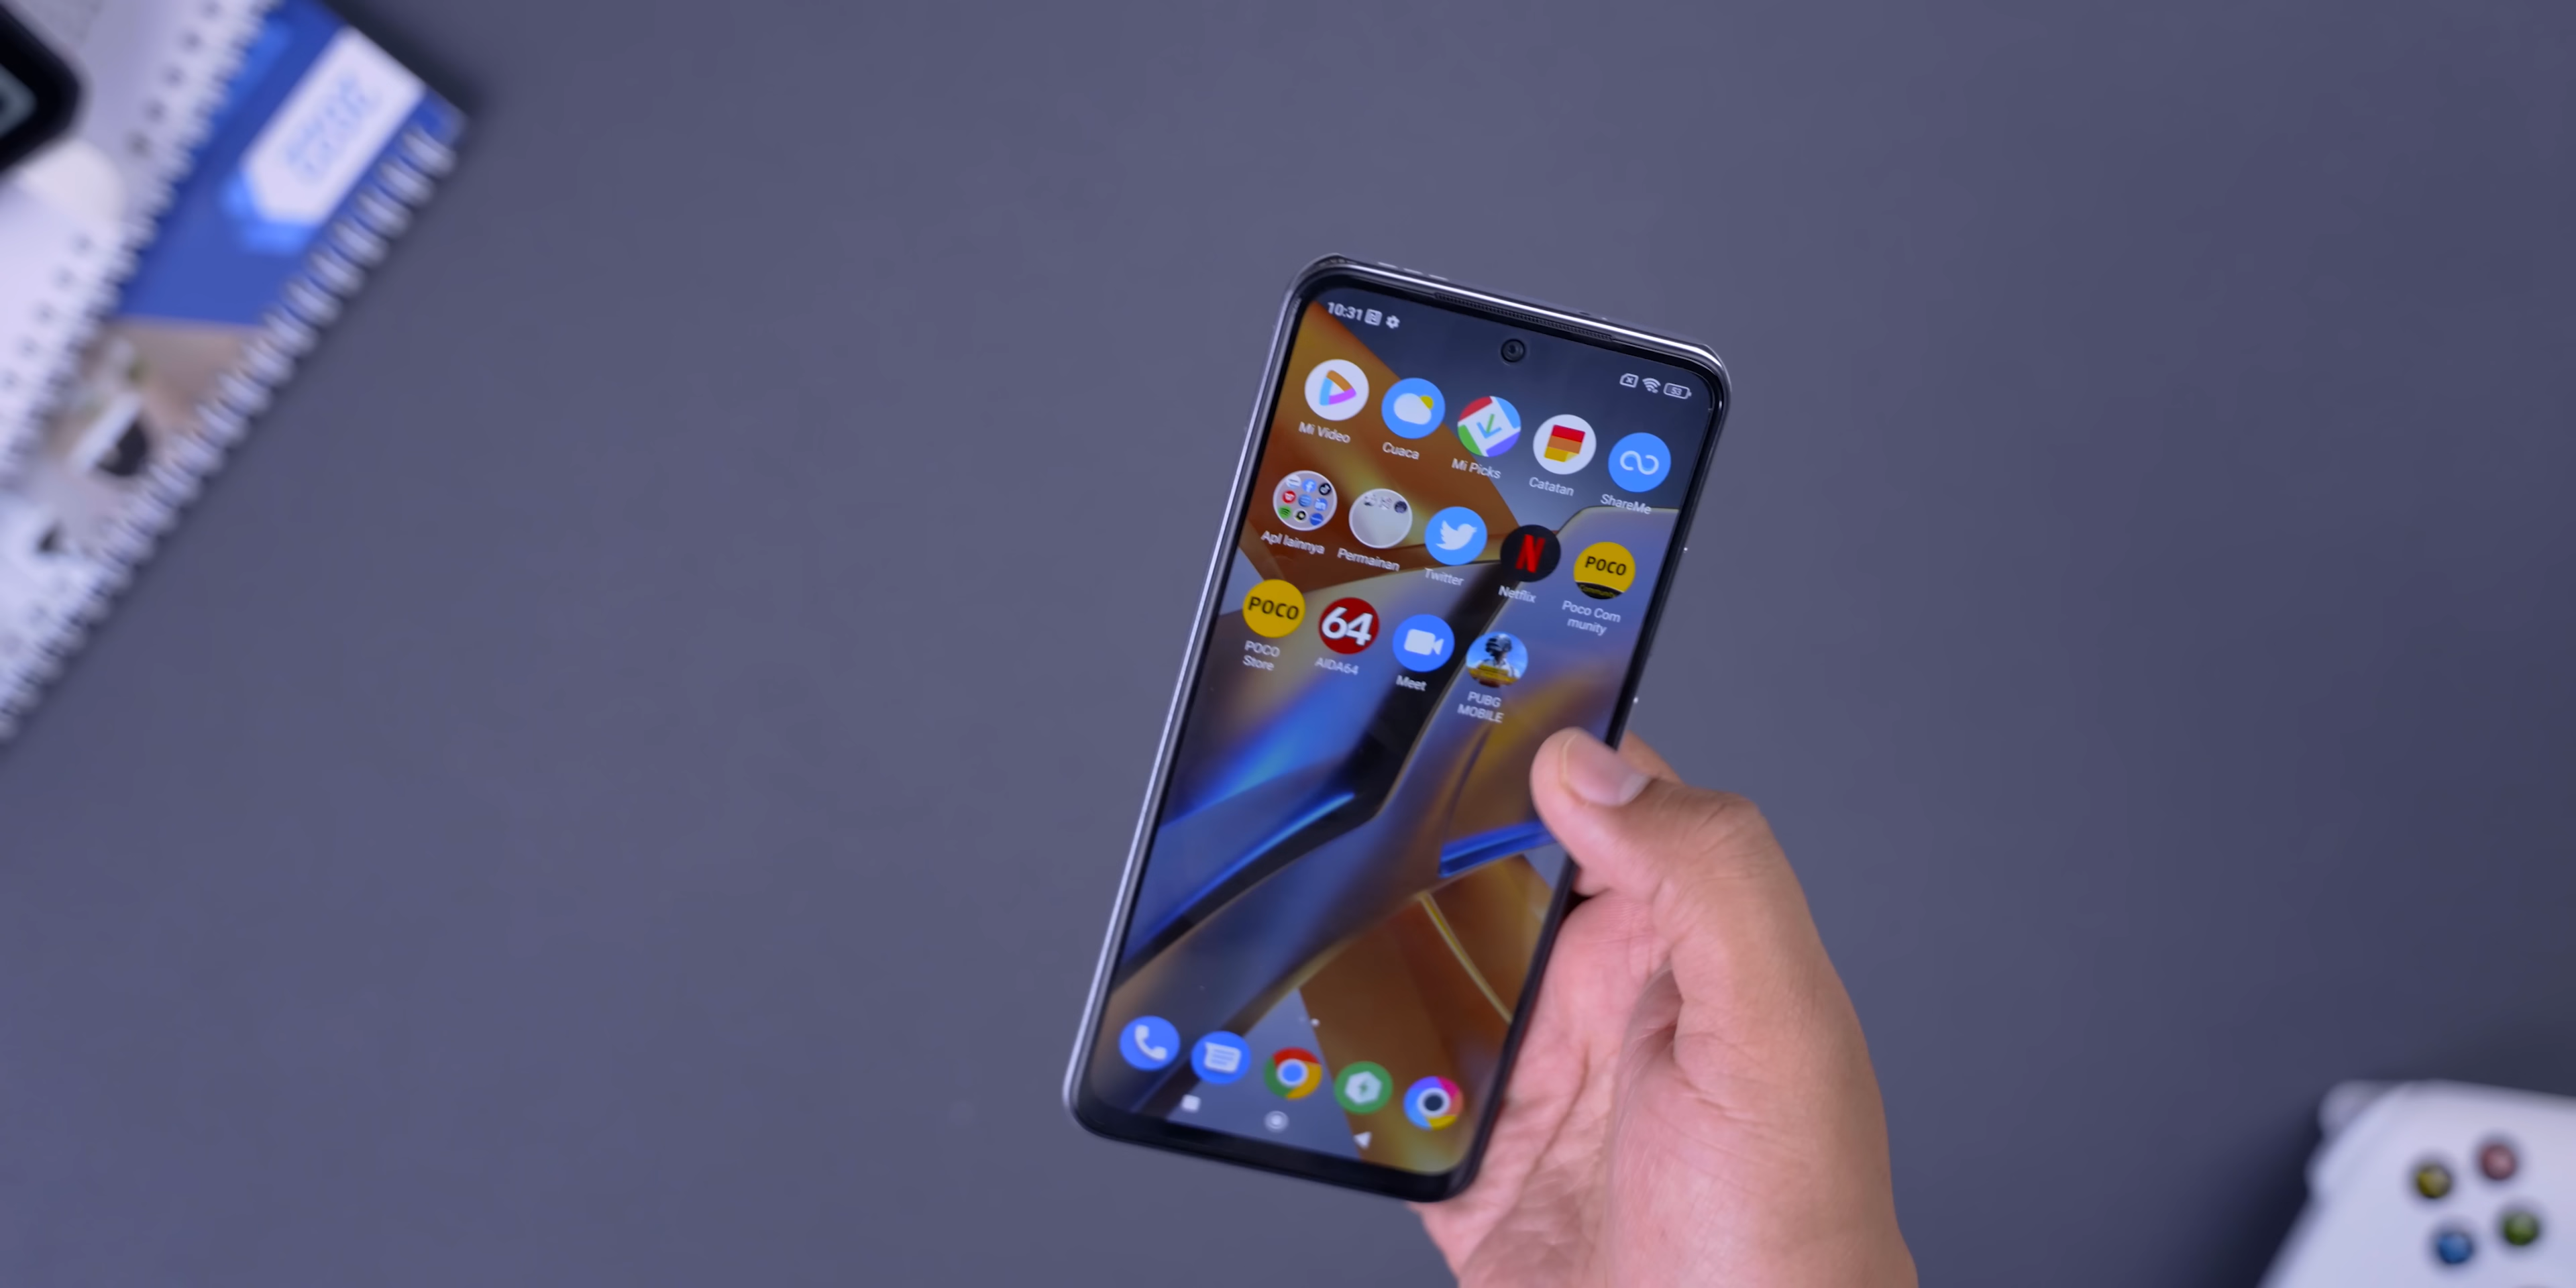 10:31
53
Mi Video
Cuaca
Mi Picks
Catatan
ShareMe
Apl lainnya
Permainan
Twitter
N
Netflix
POCO
Poco Com
munity
POCO
POCO
Store
64
AIDA64
Meet
PUBG
MOBILE